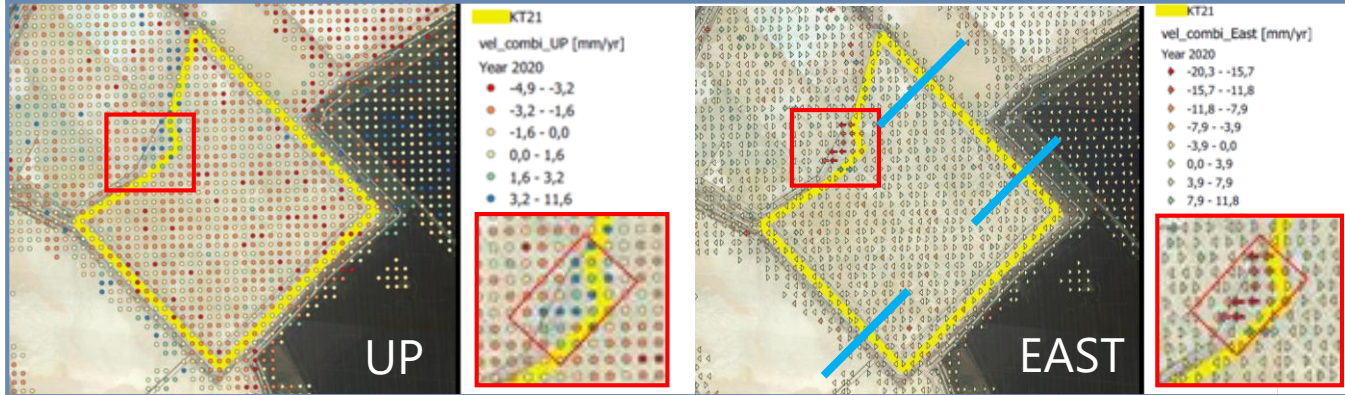 KT21
vel_combi_UP [mm/yr]
Year 2020
-4,9 - -3,2
-3,2 - -1,6
-1,6 - 0,0
0,0 - 1,6
1,6 - 3,2
3,2 - 11,6
UP
KT21
vel_combi_East [mm/yr]
Year 2020
-20,3 - -15,7
-15,7 - -11,8
-11,8 - -7,9
-7,9 - -3,9
-3,9 - 0,0
0,0 - 3,9
3,9 - 7,9
7,9 - 11,8
EAST